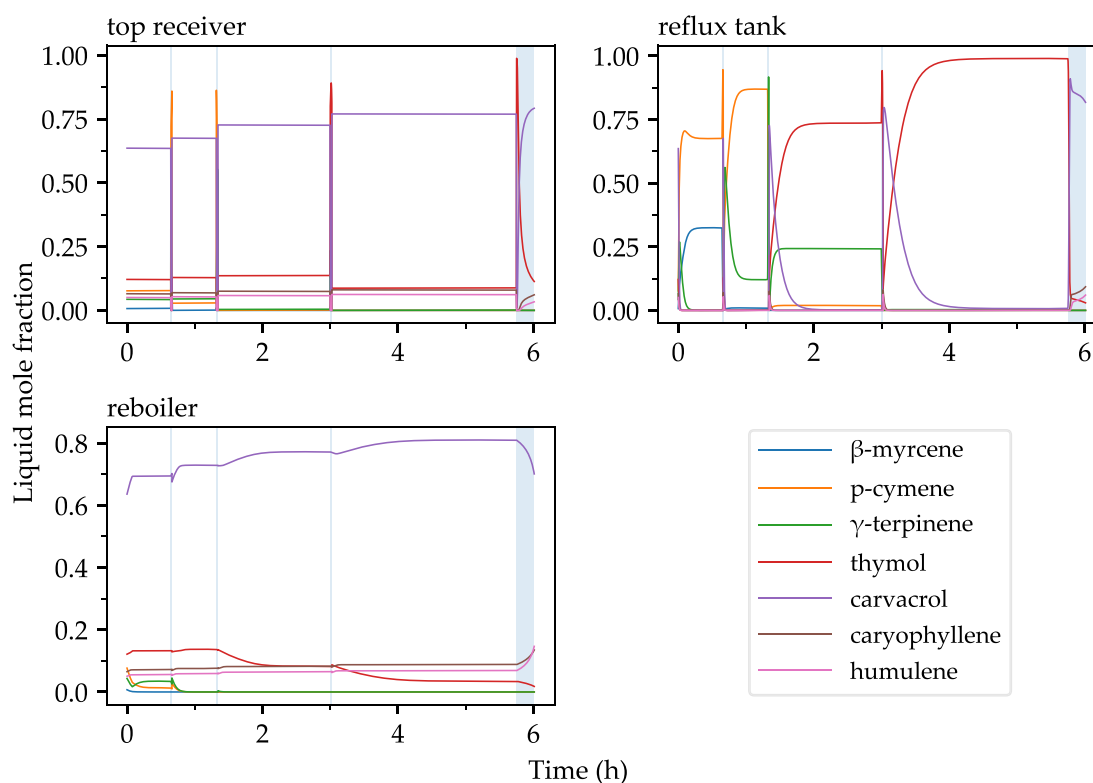 top receiver
1.00
0.75
0.50
0.25
0.00
0 2 4 6
reflux tank
1.00
0.75
0.50
0.25
0.00
0 2 4 6
reboiler
0.8
0.6
0.4
0.2
0.0
0 2 4 6
Liquid mole fraction
Time (h)
β-myrcene
p-cymene
γ-terpinene
thymol
carvacrol
caryophyllene
humulene